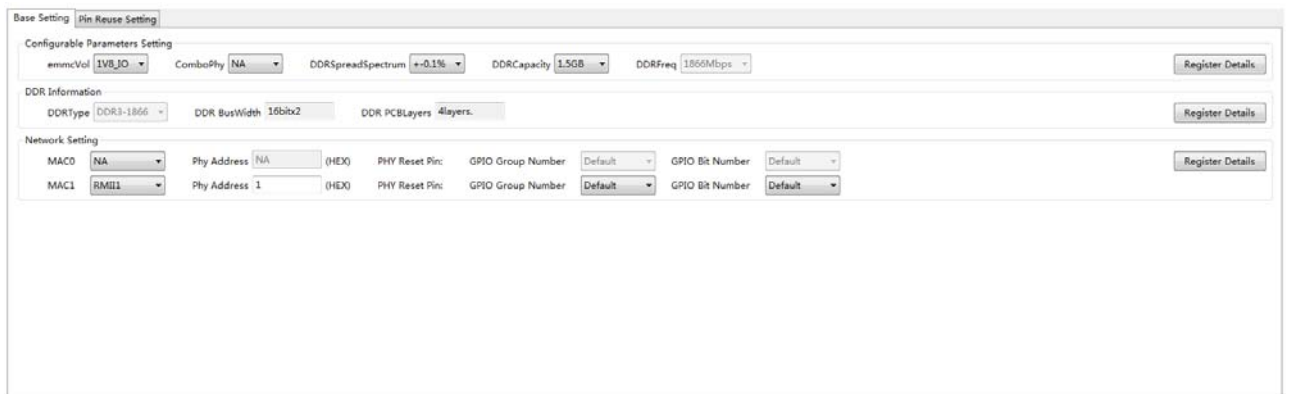 Base Setting Pin Reuse Setting
Configurable Parameters Setting
emmcVol 1V8_IO ComboPhy NA DDRSpreadSpectrum +-0.1% DDRCapacity 1.5GB DDRFreq 1866Mbps Register Details
DDR Information
DDRType DDR3-1866 DDR BusWidth 16bitx2 DDR PCBLayers 4layers. Register Details
Network Setting
MAC0 NA Phy Address NA (HEX) PHY Reset Pin: GPIO Group Number Default GPIO Bit Number Default Register Details
MAC1 RMII1 Phy Address 1 (HEX) PHY Reset Pin: GPIO Group Number Default GPIO Bit Number Default